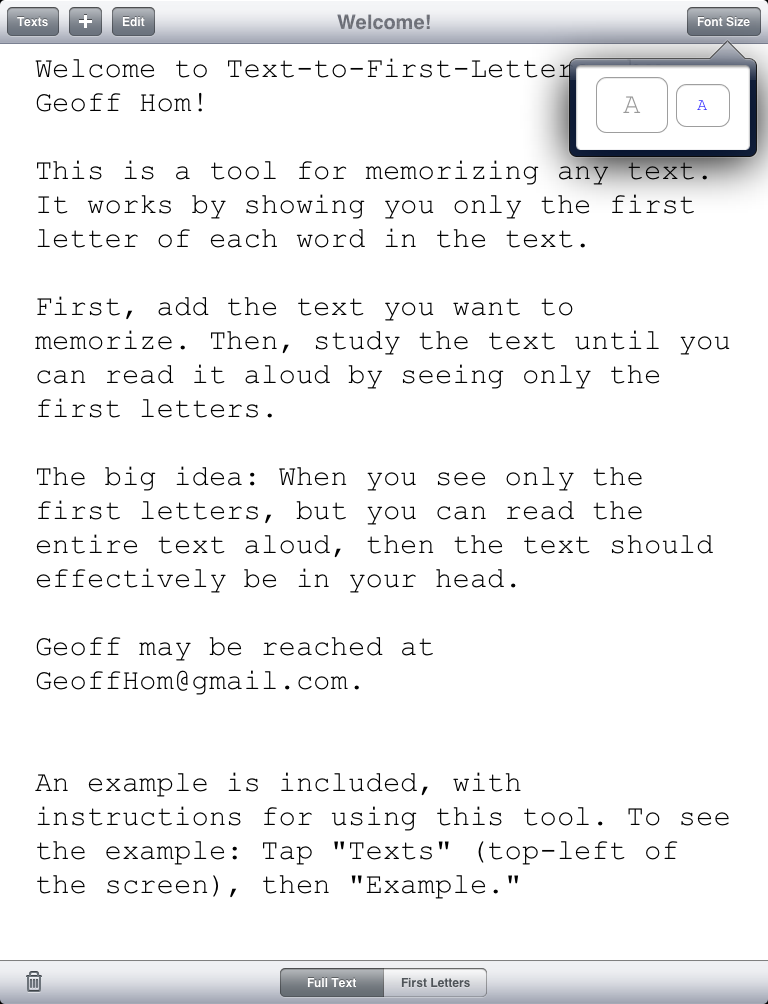 Texts + Edit Welcome! Font Size
Welcome to Text-to-First-Letter
Geoff Hom!
A A
This is a tool for memorizing any text.
It works by showing you only the first
letter of each word in the text.
First, add the text you want to
memorize. Then, study the text until you
can read it aloud by seeing only the
first letters.
The big idea: When you see only the
first letters, but you can read the
entire text aloud, then the text should
effectively be in your head.
Geoff may be reached at
GeoffHom@gmail.com.
An example is included, with
instructions for using this tool. To see
the example: Tap "Texts" (top-left of
the screen), then "Example."
Full Text First Letters